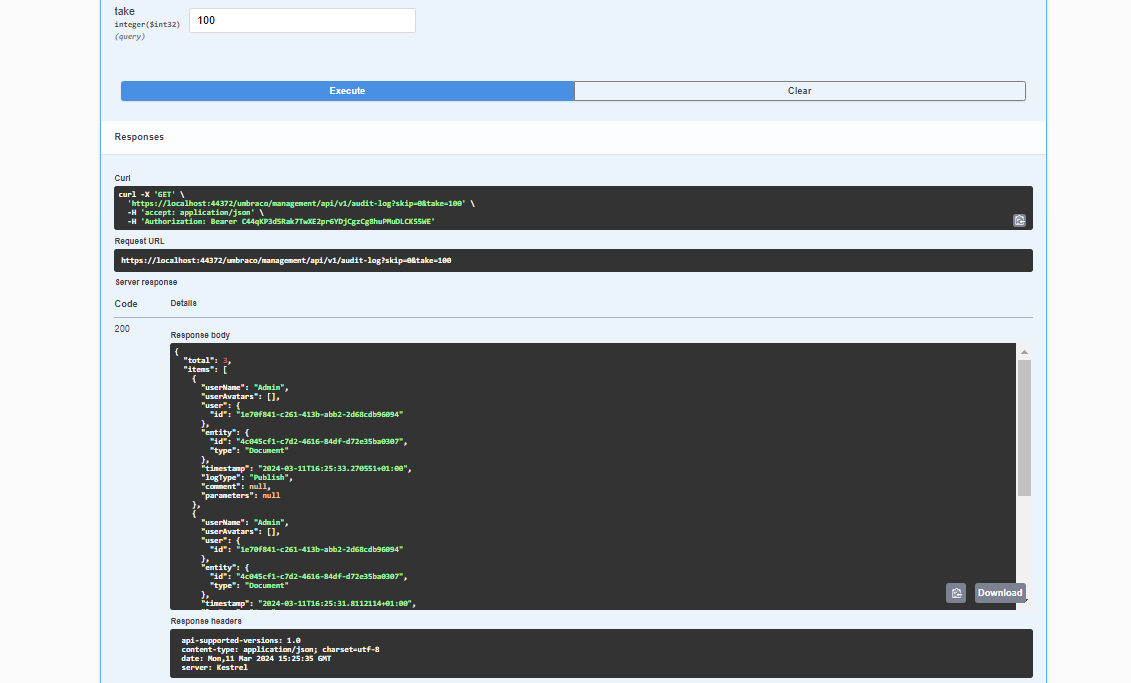 take
integer($int32)
(query)
100
Execute
Clear
Responses
Curl
curl -X 'GET' \
'https://localhost:44372/umbraco/management/api/v1/audit-log?skip=0&take=100' \
-H 'accept: application/json' \
-H 'Authorization: Bearer C44qKP3d5Rak7TwXE2pr6YDjCgzCg8huPMuDLCK55WE'
Request URL
https://localhost:44372/umbraco/management/api/v1/audit-log?skip=0&take=100
Server response
Code
Details
200
Response body
{
"total": 3,
"items": [
{
"userName": "Admin",
"userAvatars": [],
"user": {
"id": "1e70f841-c261-413b-abb2-2d68cdb96094"
},
"entity": {
"id": "4c045cf1-c7d2-4616-84df-d72e35ba0307",
"type": "Document"
},
"timestamp": "2024-03-11T16:25:33.270551+01:00",
"logType": "Publish",
"comment": null,
"parameters": null
},
{
"userName": "Admin",
"userAvatars": [],
"user": {
"id": "1e70f841-c261-413b-abb2-2d68cdb96094"
},
"entity": {
"id": "4c045cf1-c7d2-4616-84df-d72e35ba0307",
"type": "Document"
},
"timestamp": "2024-03-11T16:25:31.8112114+01:00",
Download
Response headers
api-supported-versions: 1.0
content-type: application/json; charset=utf-8
date: Mon,11 Mar 2024 15:25:35 GMT
server: Kestrel